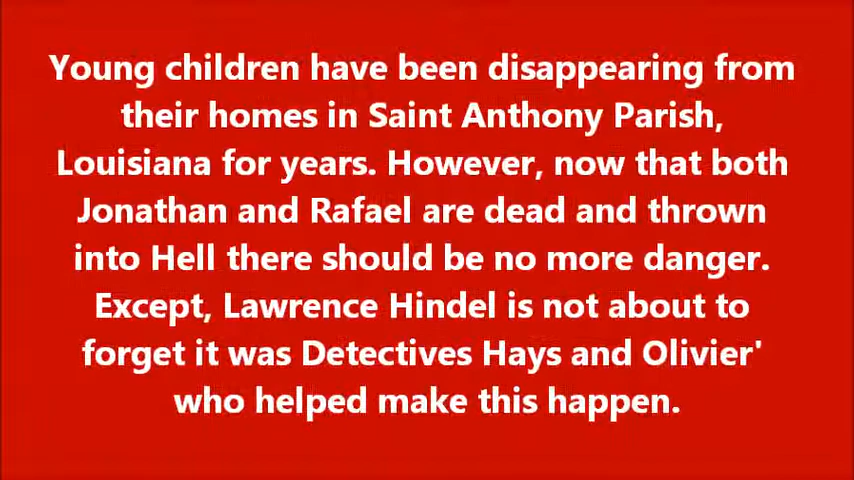 Young children have been disappearing from
their homes in Saint Anthony Parish,
Louisiana for years. However, now that both
Jonathan and Rafael are dead and thrown
into Hell there should be no more danger.
Except, Lawrence Hindel is not about to
forget it was Detectives Hays and Olivier'
who helped make this happen.